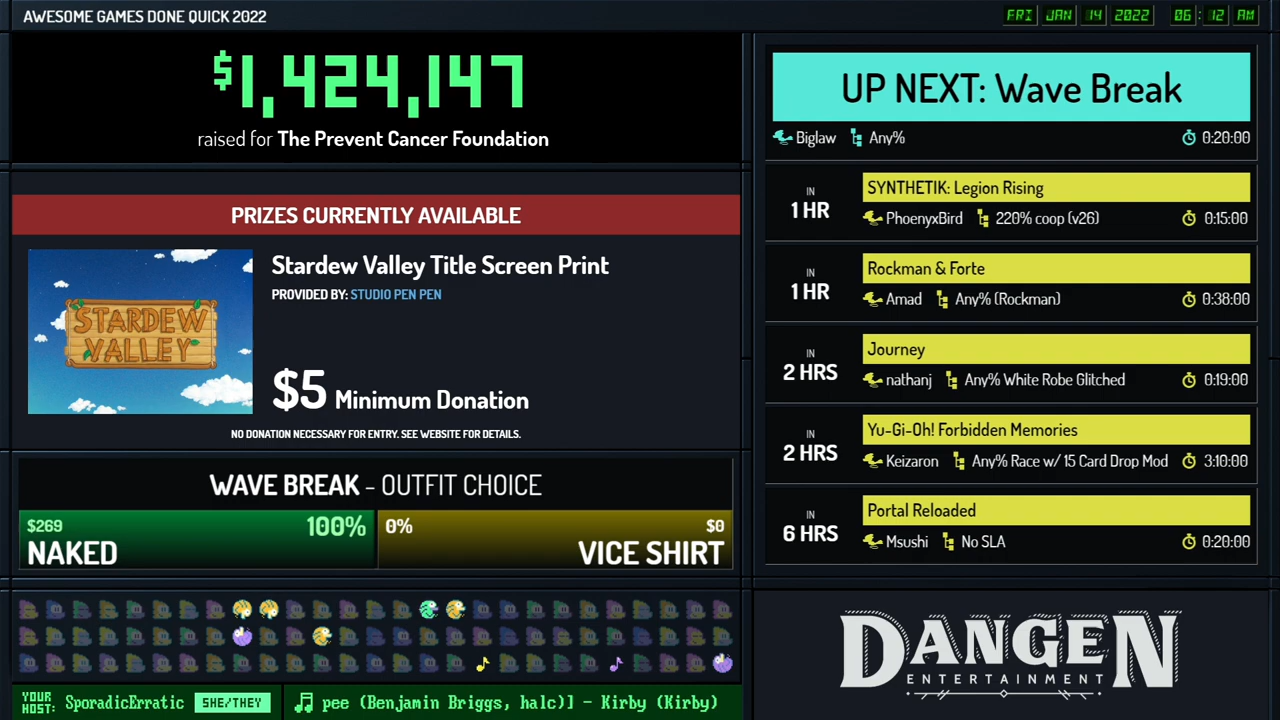 AWESOME GAMES DONE QUICK 2022
FRI JAN 14 2022 06:12 AM
$1,424,147
raised for The Prevent Cancer Foundation
PRIZES CURRENTLY AVAILABLE
STARDEW
VALLEY
Stardew Valley Title Screen Print
PROVIDED BY: STUDIO PEN PEN
$5 Minimum Donation
NO DONATION NECESSARY FOR ENTRY. SEE WEBSITE FOR DETAILS.
WAVE BREAK - OUTFIT CHOICE
$269 100% 0% $0
NAKED VICE SHIRT
YOUR HOST: SporadicErratic SHE/THEY pee (Benjamin Briggs, halc)] - Kirby (Kirby)
UP NEXT: Wave Break
Biglaw Any% 0:20:00
IN 1 HR
SYNTHETIK: Legion Rising
PhoenyxBird 220% coop (v26) 0:15:00
IN 1 HR
Rockman & Forte
Amad Any% (Rockman) 0:38:00
IN 2 HRS
Journey
nathanj Any% White Robe Glitched 0:19:00
IN 2 HRS
Yu-Gi-Oh! Forbidden Memories
Keizaron Any% Race w/ 15 Card Drop Mod 3:10:00
IN 6 HRS
Portal Reloaded
Msushi No SLA 0:20:00
DANGEN
ENTERTAINMENT